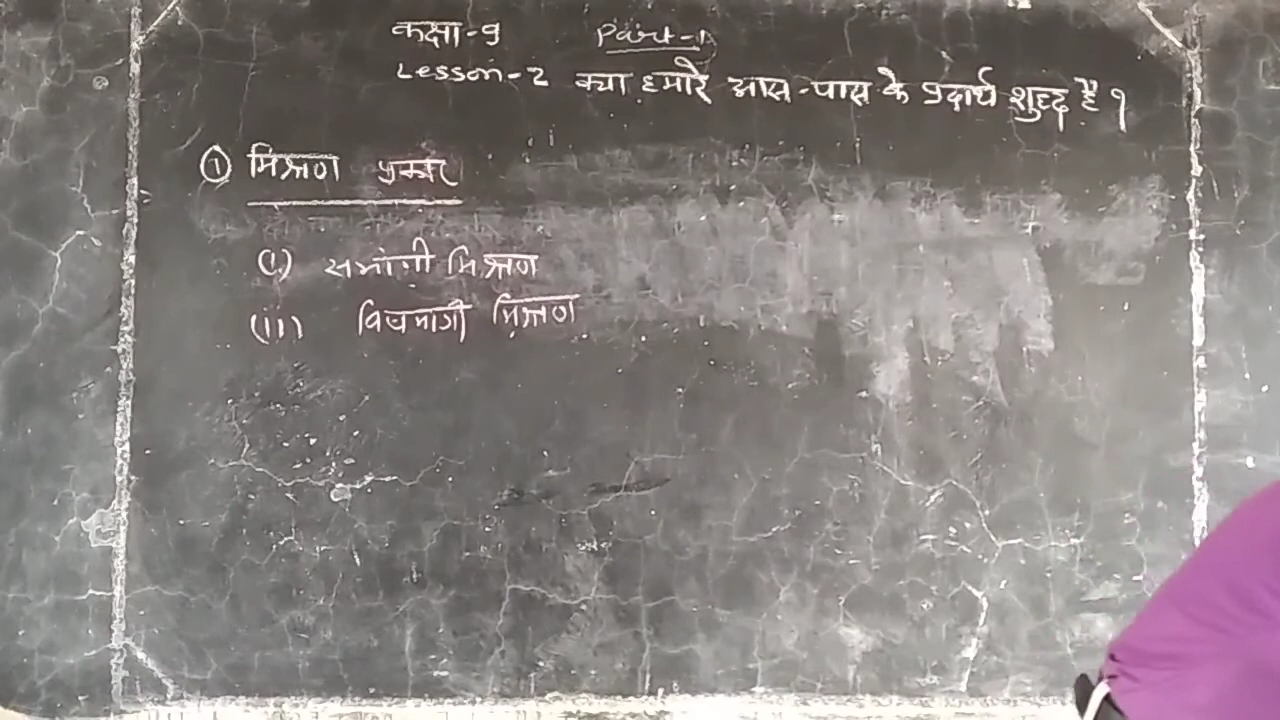 कक्षा-9 Part-1
Lesson-2 क्या हमारे आस-पास के पदार्थ शुद्ध है ?
① मिश्रण प्रकार
(i) समांगी मिश्रण
(ii) विषमांगी मिश्रण